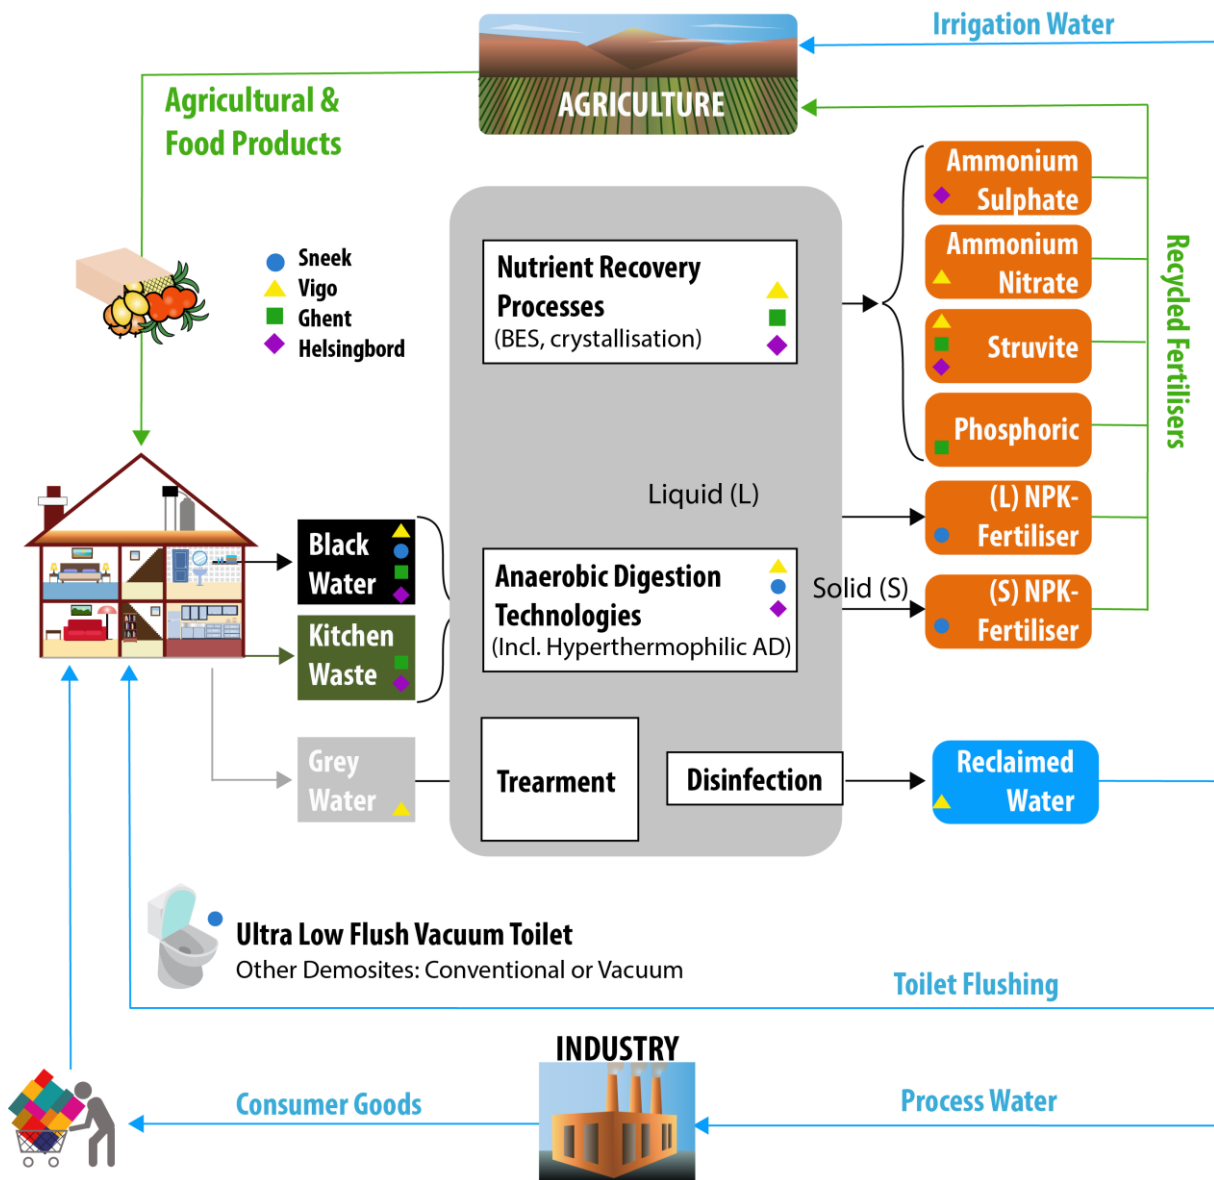 Irrigation Water
AGRICULTURE
Agricultural &
Food Products
Sneek
Vigo
Ghent
Helsingbord
Nutrient Recovery
Processes
(BES, crystallisation)
Ammonium
Sulphate
Ammonium
Nitrate
Struvite
Phosphoric
Recycled Fertilisers
Liquid (L)
(L) NPK-
Fertiliser
Black
Water
Anaerobic Digestion
Technologies
(Incl. Hyperthermophilic AD)
Solid (S)
(S) NPK-
Fertiliser
Kitchen
Waste
Grey
Water
Trearment
Disinfection
Reclaimed
Water
Ultra Low Flush Vacuum Toilet
Other Demosites: Conventional or Vacuum
Toilet Flushing
INDUSTRY
Consumer Goods
Process Water